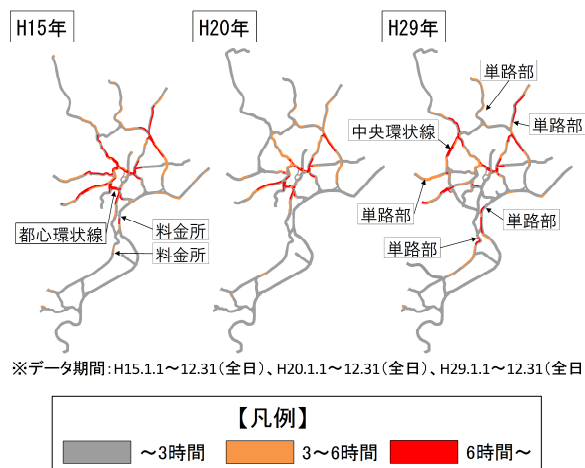 H15年
H20年
H29年
単路部
単路部
中央環状線
単路部
単路部
単路部
都心環状線
料金所
料金所
※データ期間:H15.1.1～12.31(全日)、H20.1.1～12.31(全日)、H29.1.1～12.31(全日
【凡例】
～3時間
3～6時間
6時間～